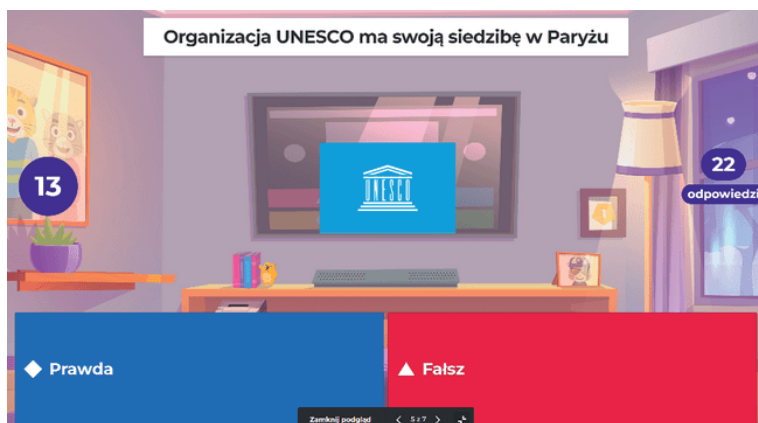 Organizacja UNESCO ma swoją siedzibę w Paryżu
13
UNESCO
22
odpowiedzi
Prawda
Fałsz
Zamknij podgląd
5 z 7